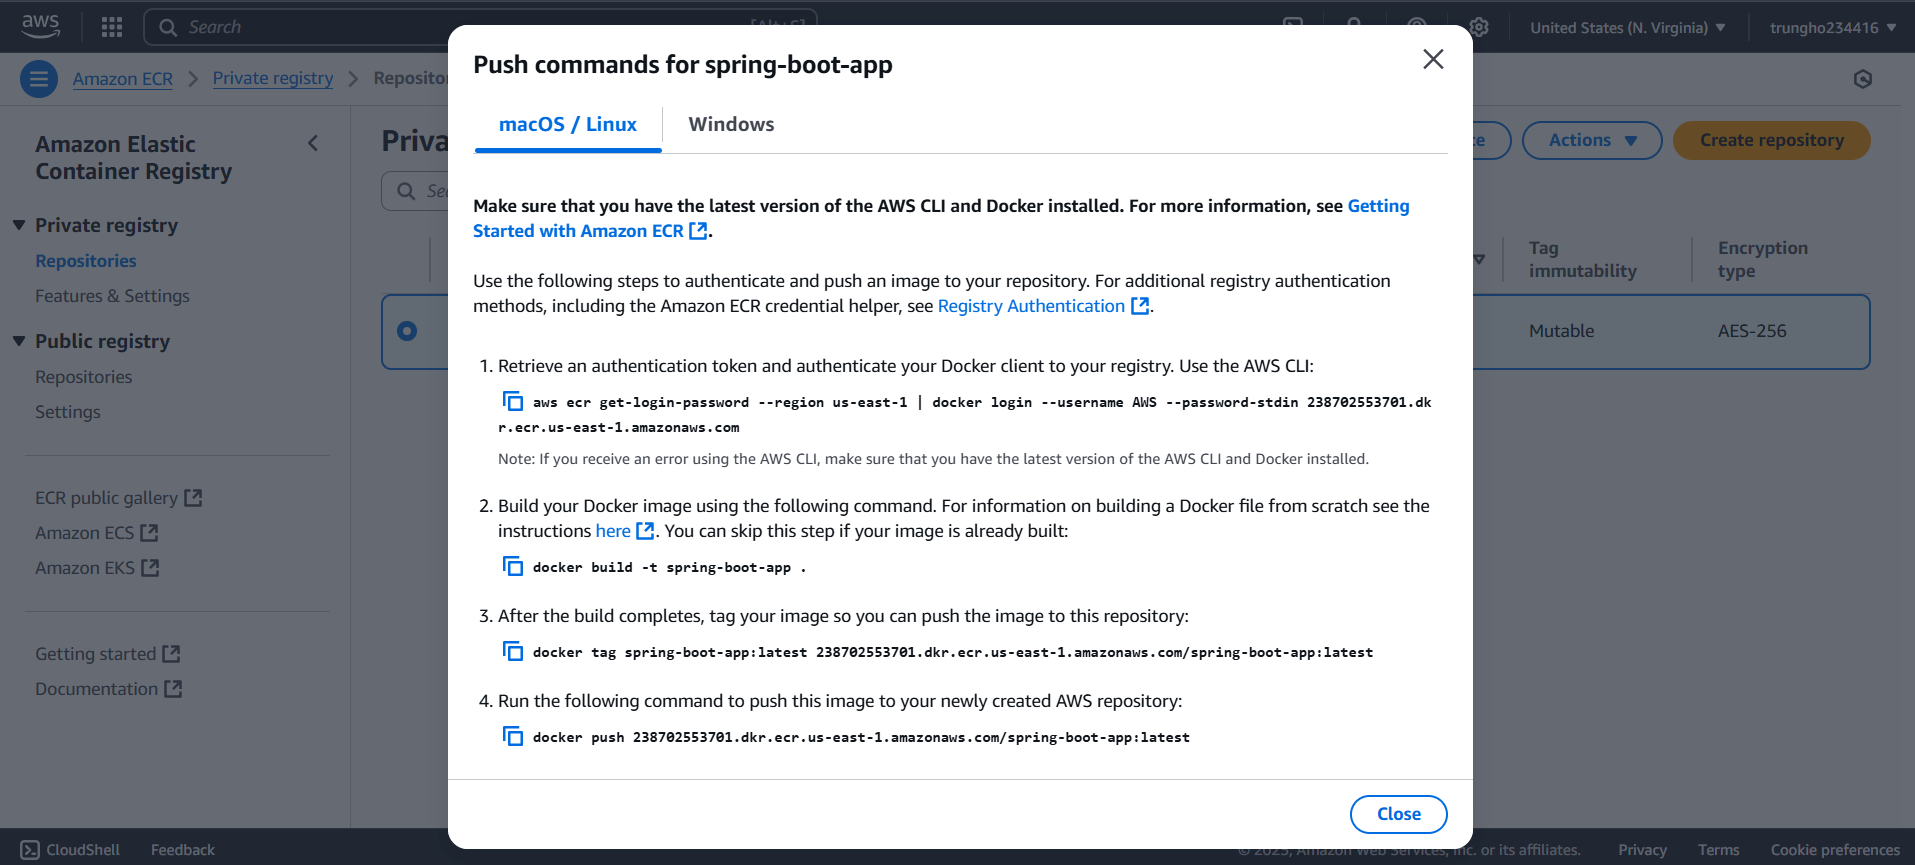 aws
Search
[Alt+S]
United States (N. Virginia)
trungho234416
Amazon ECR
Private registry
Amazon Elastic
Container Registry
Private registry
Repositories
Features & Settings
Public registry
Repositories
Settings
ECR public gallery
Amazon ECS
Amazon EKS
Getting started
Documentation
Actions
Create repository
Tag
immutability
Encryption
type
Mutable
AES-256
Push commands for spring-boot-app
macOS / Linux
Windows
Make sure that you have the latest version of the AWS CLI and Docker installed. For more information, see Getting
Started with Amazon ECR.
Use the following steps to authenticate and push an image to your repository. For additional registry authentication
methods, including the Amazon ECR credential helper, see Registry Authentication.
1. Retrieve an authentication token and authenticate your Docker client to your registry. Use the AWS CLI:
aws ecr get-login-password --region us-east-1 | docker login --username AWS --password-stdin 238702553701.dk
r.ecr.us-east-1.amazonaws.com
Note: If you receive an error using the AWS CLI, make sure that you have the latest version of the AWS CLI and Docker installed.
2. Build your Docker image using the following command. For information on building a Docker file from scratch see the
instructions here. You can skip this step if your image is already built:
docker build -t spring-boot-app .
3. After the build completes, tag your image so you can push the image to this repository:
docker tag spring-boot-app:latest 238702553701.dkr.ecr.us-east-1.amazonaws.com/spring-boot-app:latest
4. Run the following command to push this image to your newly created AWS repository:
docker push 238702553701.dkr.ecr.us-east-1.amazonaws.com/spring-boot-app:latest
Close
CloudShell
Feedback
© 2025, Amazon Web Services, Inc. or its affiliates.
Privacy
Terms
Cookie preferences